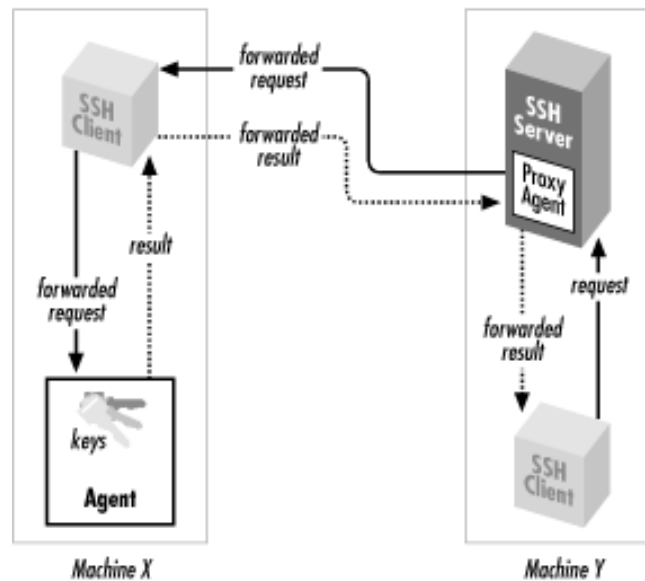 forwarded
request
SSH
Client
forwarded
result
SSH
Server
Proxy
Agent
result
request
forwarded
request
forwarded
result
keys
Agent
SSH
Client
Machine X
Machine Y